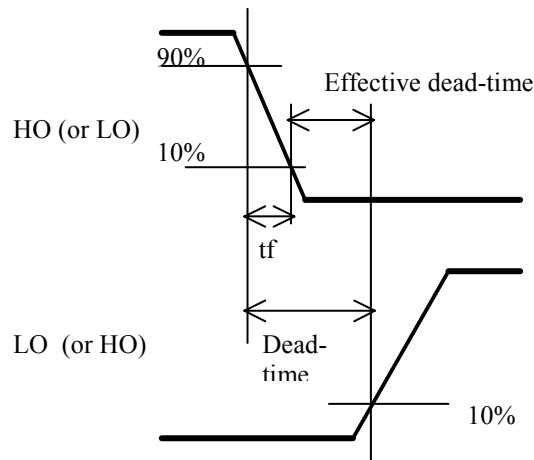 90%
Effective dead-time
HO (or LO)
10%
tf
LO (or HO)
Dead-
time
10%